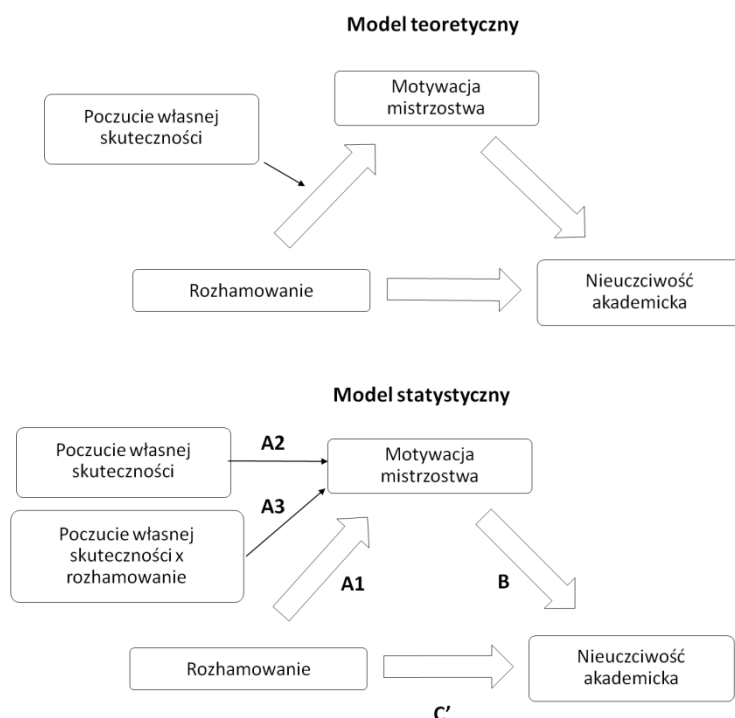 Model teoretyczny
Motywacja
mistrzostwa
Poczucie własnej
skuteczności
Rozhamowanie
Nieuczciwość
akademicka
Model statystyczny
Poczucie własnej
skuteczności
A2
Motywacja
mistrzostwa
A3
Poczucie własnej
skuteczności x
rozhamowanie
A1
B
Rozhamowanie
Nieuczciwość
akademicka
C'